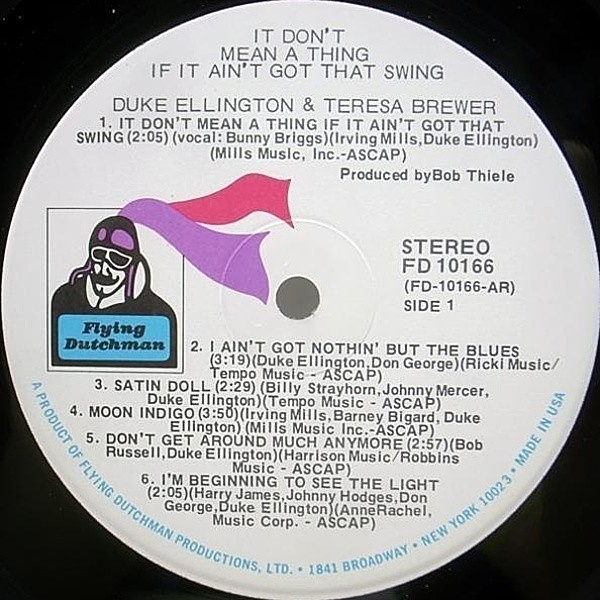 IT DON'T
MEAN A THING
IF IT AIN'T GOT THAT SWING
DUKE ELLINGTON & TERESA BREWER
1. IT DON'T MEAN A THING IF IT AIN'T GOT THAT
SWING (2:05) (vocal: Bunny Briggs)(Irving Mills, Duke Ellington)
(Mills Music, Inc.-ASCAP)
Produced by Bob Thiele
STEREO
FD 10166
(FD-10166-AR)
SIDE 1
Flying
Dutchman
2. I AIN'T GOT NOTHIN' BUT THE BLUES
(3:19)(Duke Ellington, Don George)(Ricki Music/
Tempo Music - ASCAP)
3. SATIN DOLL (2:29) (Billy Strayhorn, Johnny Mercer,
Duke Ellington)(Tempo Music - ASCAP)
4. MOON INDIGO (3:50)(Irving Mills, Barney Bigard, Duke
Ellington) (Mills Music Inc.-ASCAP)
5. DON'T GET AROUND MUCH ANYMORE (2:57)(Bob
Russell, Duke Ellington)(Harrison Music/Robbins
Music - ASCAP)
6. I'M BEGINNING TO SEE THE LIGHT
(2:05)(Harry James, Johnny Hodges, Don
George, Duke Ellington)(AnneRachel,
Music Corp. - ASCAP)
A PRODUCT OF FLYING DUTCHMAN PRODUCTIONS, LTD. • 1841 BROADWAY • NEW YORK 10023 • MADE IN USA